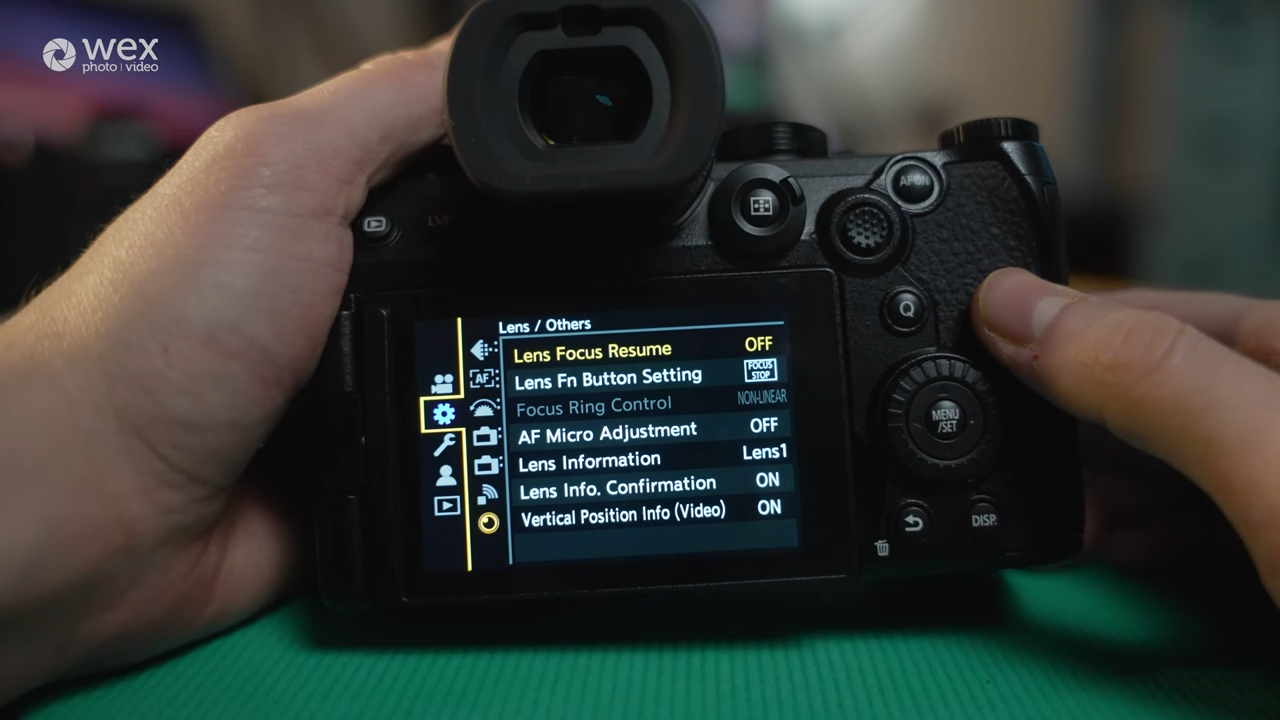 wex
photo | video
LVF
AFON
Q
MENU
/SET
DISP.
Lens / Others
Lens Focus Resume OFF
Lens Fn Button Setting FOCUS STOP
Focus Ring Control NON-LINEAR
AF Micro Adjustment OFF
Lens Information Lens1
Lens Info. Confirmation ON
Vertical Position Info (Video) ON
AF